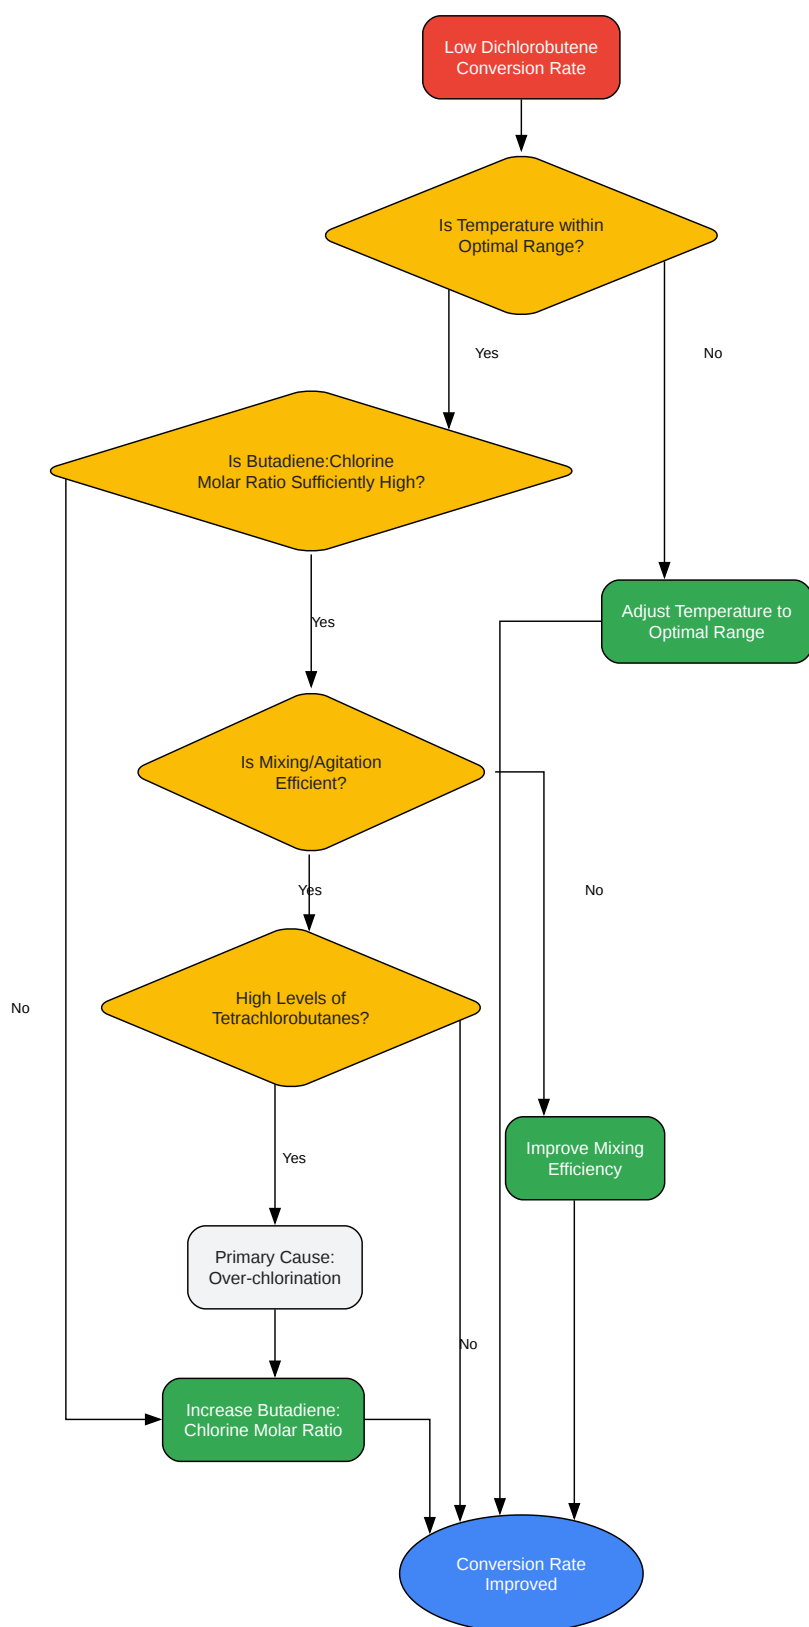 Low Dichlorobutene
Conversion Rate
Is Temperature within
Optimal Range?
Yes
No
Is Butadiene:Chlorine
Molar Ratio Sufficiently High?
Yes
Adjust Temperature to
Optimal Range
Is Mixing/Agitation
Efficient?
Yes
No
High Levels of
Tetrachlorobutanes?
No
Yes
Improve Mixing
Efficiency
Primary Cause:
Over-chlorination
No
Increase Butadiene:
Chlorine Molar Ratio
Conversion Rate
Improved